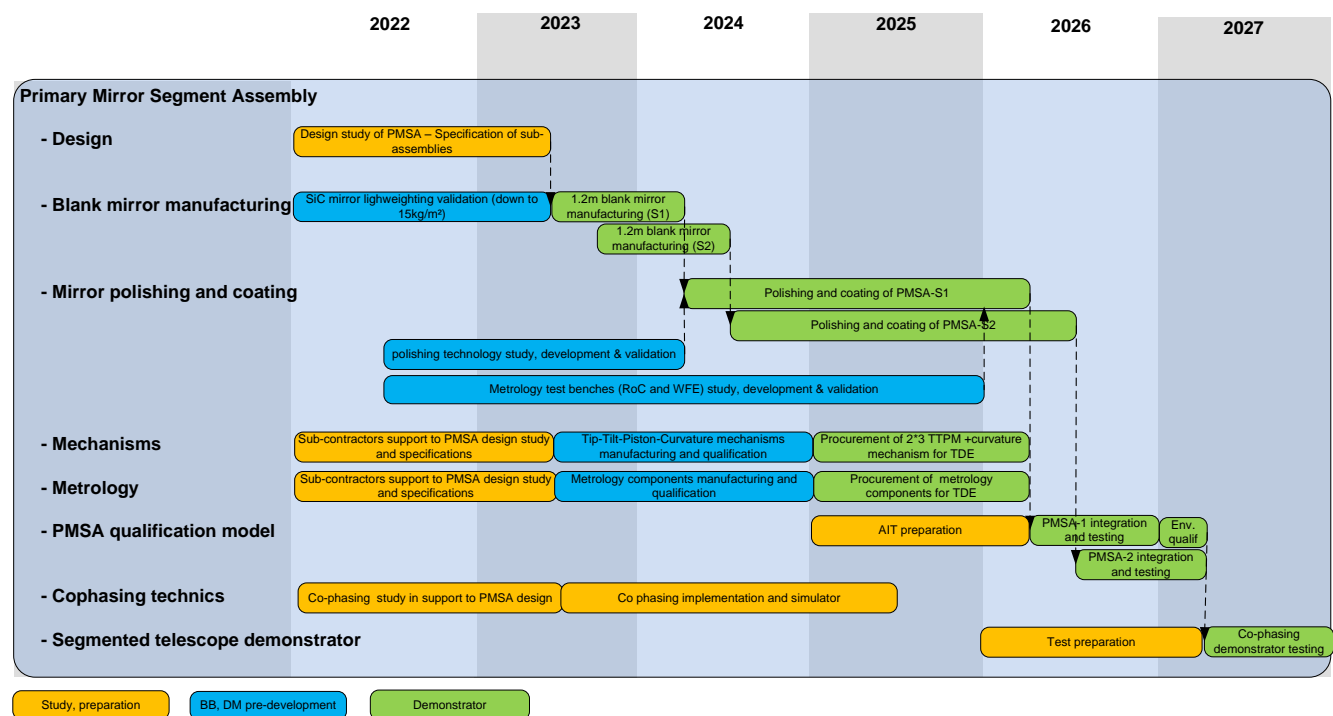 2022 2023 2024 2025 2026 2027
Primary Mirror Segment Assembly
- Design
Design study of PMSA – Specification of sub-
assemblies
- Blank mirror manufacturing
SiC mirror lighweighting validation (down to
15kg/m²)
1.2m blank mirror
manufacturing (S1)
1.2m blank mirror
manufacturing (S2)
- Mirror polishing and coating
Polishing and coating of PMSA-S1
Polishing and coating of PMSA-S2
polishing technology study, development & validation
Metrology test benches (RoC and WFE) study, development & validation
- Mechanisms
Sub-contractors support to PMSA design study
and specifications
Tip-Tilt-Piston-Curvature mechanisms
manufacturing and qualification
Procurement of 2*3 TTPM +curvature
mechanism for TDE
- Metrology
Sub-contractors support to PMSA design study
and specifications
Metrology components manufacturing and
qualification
Procurement of metrology
components for TDE
- PMSA qualification model
AIT preparation
PMSA-1 integration
and testing
Env.
qualif
PMSA-2 integration
and testing
- Cophasing technics
Co-phasing study in support to PMSA design
Co phasing implementation and simulator
- Segmented telescope demonstrator
Test preparation
Co-phasing
demonstrator testing
Study, preparation
BB, DM pre-development
Demonstrator